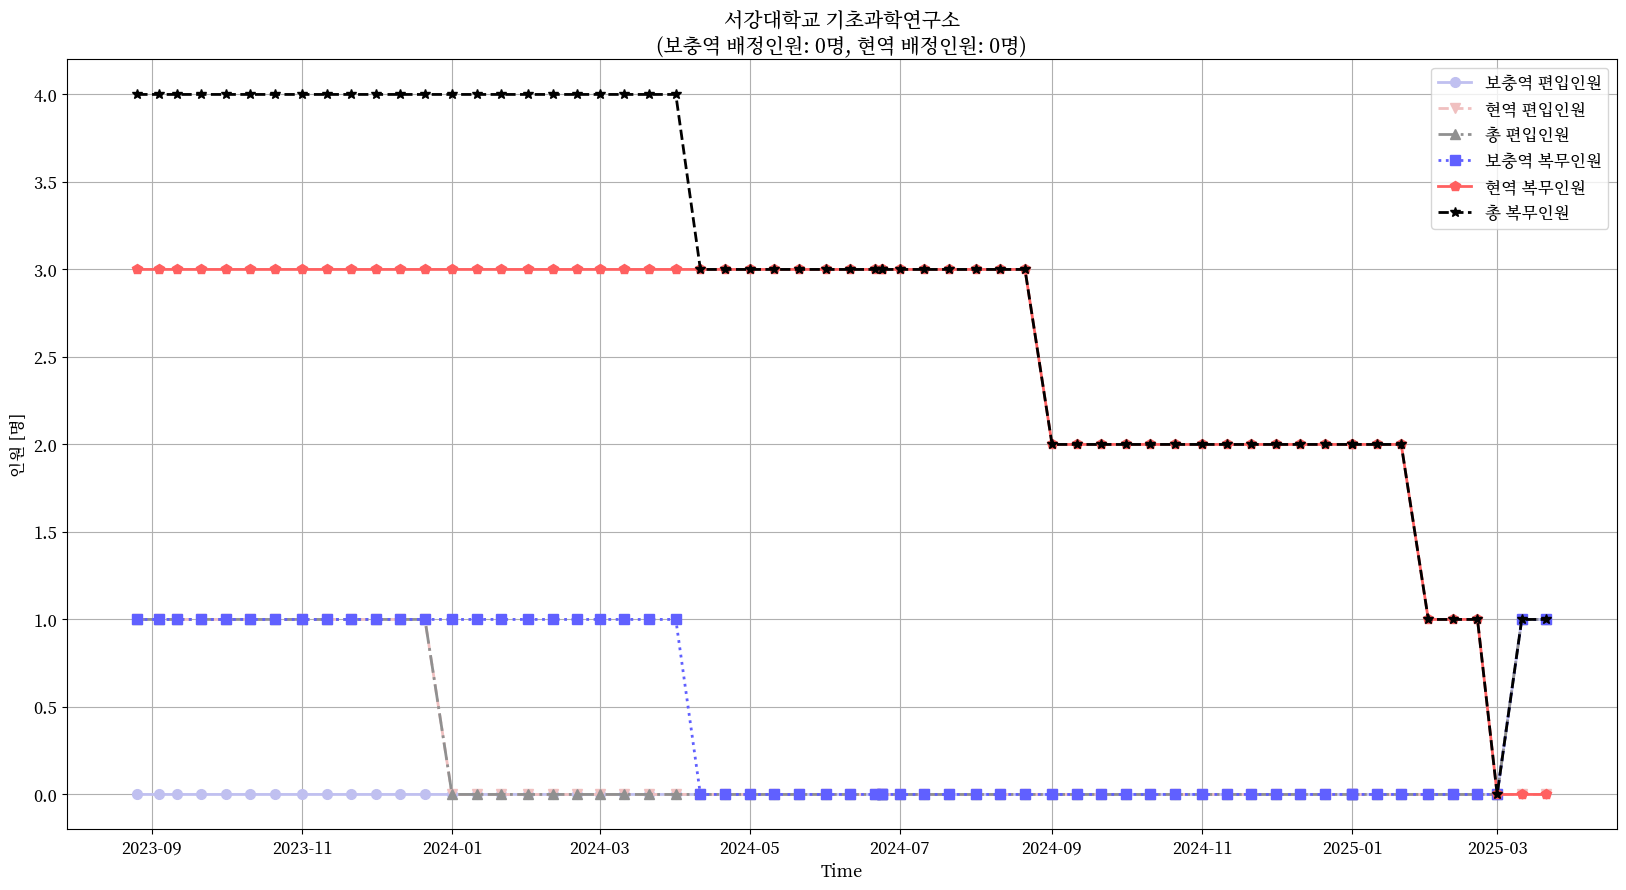 서강대학교 기초과학연구소
(보충역 배정인원: 0명, 현역 배정인원: 0명)
보충역 편입인원
현역 편입인원
총 편입인원
보충역 복무인원
현역 복무인원
총 복무인원
인원 [명]
4.0
3.5
3.0
2.5
2.0
1.5
1.0
0.5
0.0
2023-09
2023-11
2024-01
2024-03
2024-05
2024-07
2024-09
2024-11
2025-01
2025-03
Time